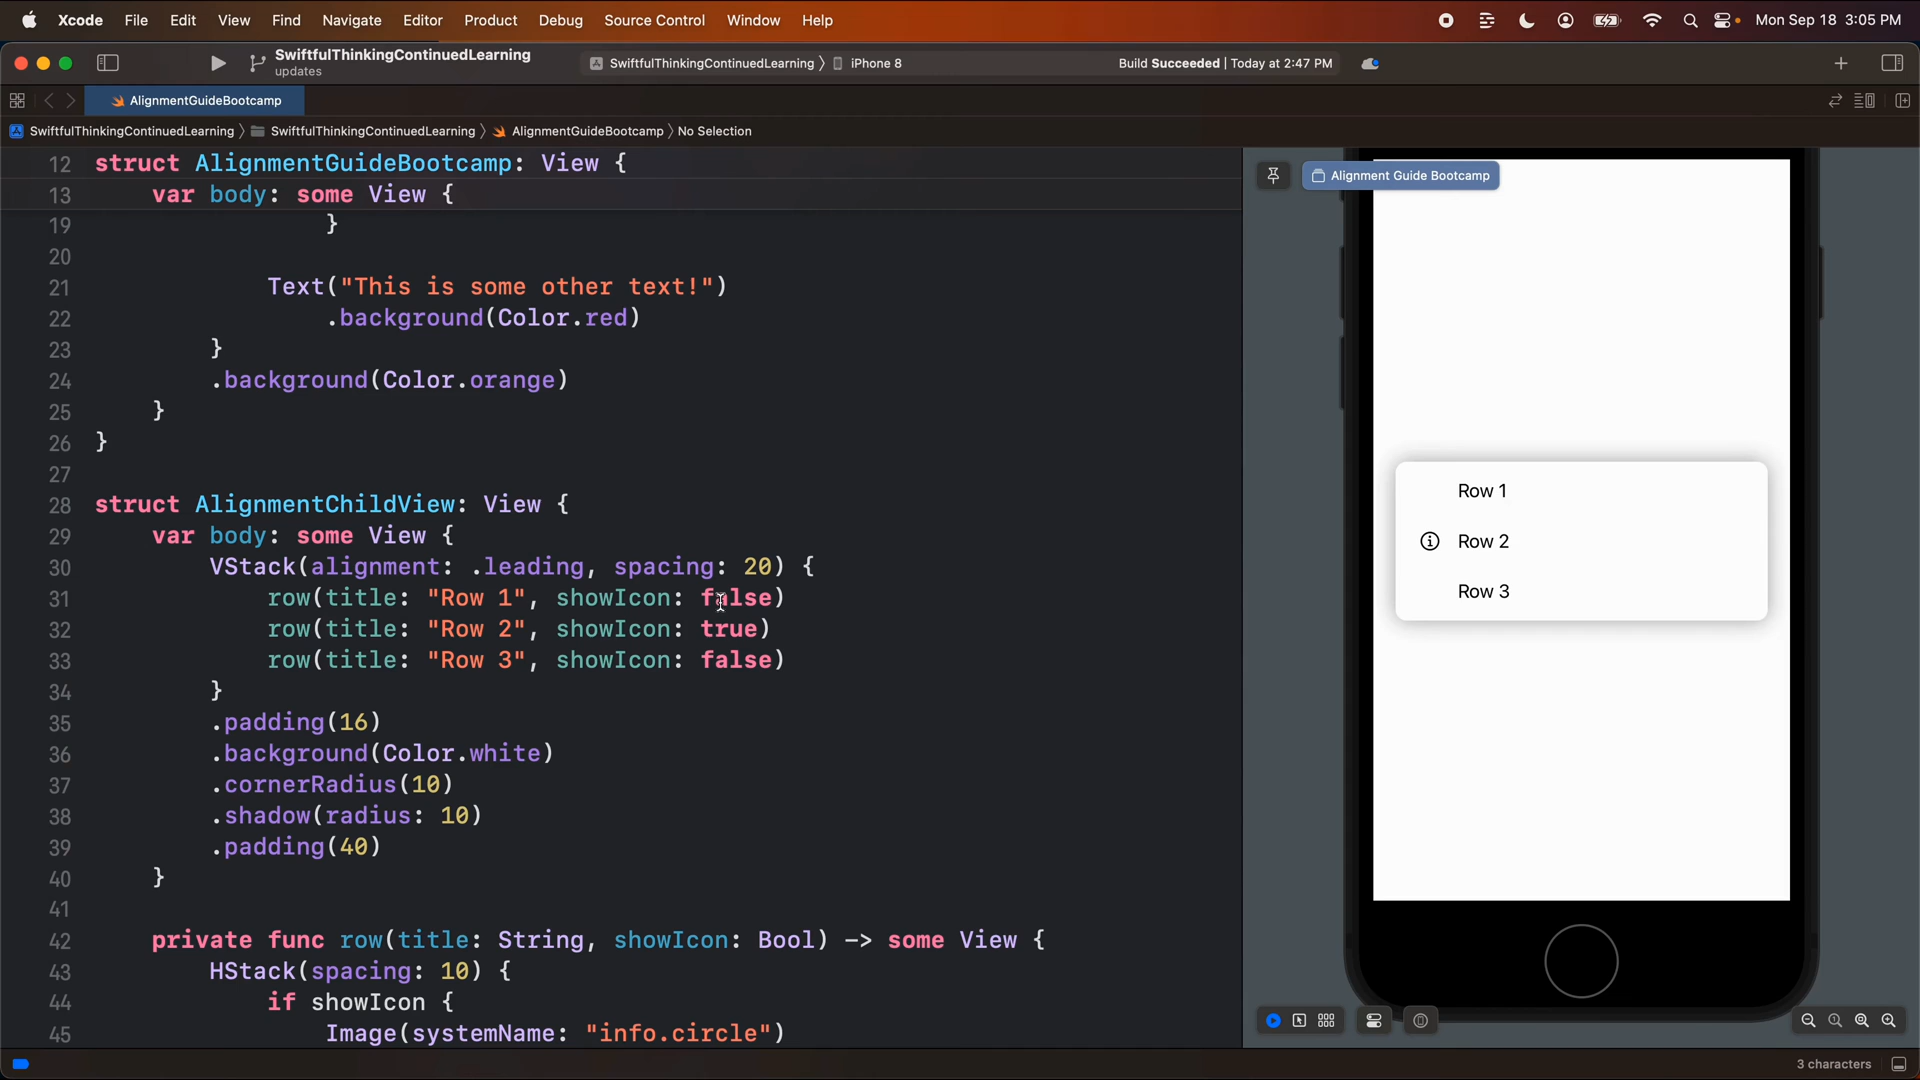 Xcode File Edit View Find Navigate Editor Product Debug Source Control Window Help Mon Sep 18 3:05 PM
SwiftfulThinkingContinuedLearning
updates
SwiftfulThinkingContinuedLearning 〉 iPhone 8
Build Succeeded | Today at 2:47 PM
AlignmentGuideBootcamp
SwiftfulThinkingContinuedLearning 〉 SwiftfulThinkingContinuedLearning 〉 AlignmentGuideBootcamp 〉 No Selection
12 struct AlignmentGuideBootcamp: View {
13 var body: some View {
19 }
20
21 Text("This is some other text!")
22 .background(Color.red)
23 }
24 .background(Color.orange)
25 }
26 }
27
28 struct AlignmentChildView: View {
29 var body: some View {
30 VStack(alignment: .leading, spacing: 20) {
31 row(title: "Row 1", showIcon: false)
32 row(title: "Row 2", showIcon: true)
33 row(title: "Row 3", showIcon: false)
34 }
35 .padding(16)
36 .background(Color.white)
37 .cornerRadius(10)
38 .shadow(radius: 10)
39 .padding(40)
40 }
41
42 private func row(title: String, showIcon: Bool) -> some View {
43 HStack(spacing: 10) {
44 if showIcon {
45 Image(systemName: "info.circle")
Alignment Guide Bootcamp
Row 1
Row 2
Row 3
3 characters